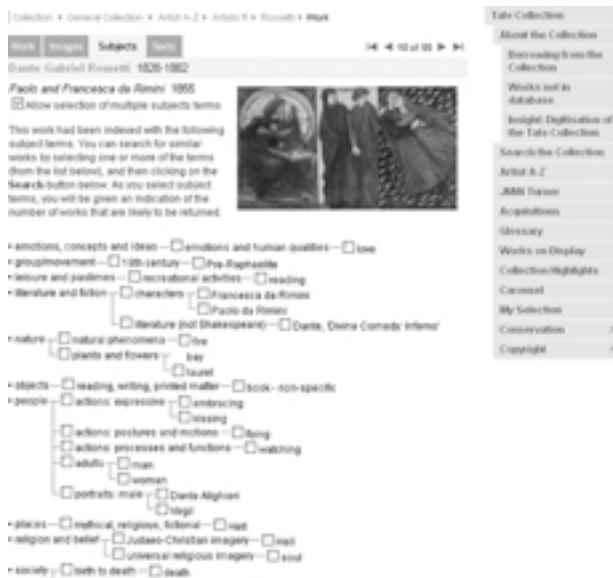 Collection > General Collection > Artist A-Z > Artists R > Rossetti > Work
Work Images Subjects Texts
10 of 55
Dante Gabriel Rossetti 1828-1882
Paolo and Francesca da Rimini 1855
Allow selection of multiple subjects terms
This work had been indexed with the following
subject terms. You can search for similar
works by selecting one or more of the terms
(from the list below), and then clicking on the
Search button below. As you select subject
terms, you will be given an indication of the
number of works that are likely to be returned.
emotions, concepts and ideas emotions and human qualities love
group/movement 19th century Pre-Raphaelite
leisure and pastimes recreational activities reading
literature and fiction characters Francesca da Rimini
Paolo da Rimini
literature (not Shakespeare) Dante, 'Divina Comedy: Inferno'
nature natural phenomena fire
plants and flowers bay
laurel
objects reading, writing, printed matter book - non-specific
people actions: expressive embracing
kissing
actions: postures and motions
actions: processes and functions watching
adults man
woman
portraits: male Dante Alighieri
Virgil
places mythical, religious, fictional Hell
religion and belief Judaeo-Christian imagery Hell
universal religious imagery soul
society birth to death death
Tate Collection
About the Collection
Borrowing from the
Collection
Works not in
database
Insight: Digitisation of
the Tate Collection
Search the Collection
Artist A-Z
JMW Turner
Acquisitions
Glossary
Works on Display
Collection Highlights
Carousel
My Selection
Conservation
Copyright